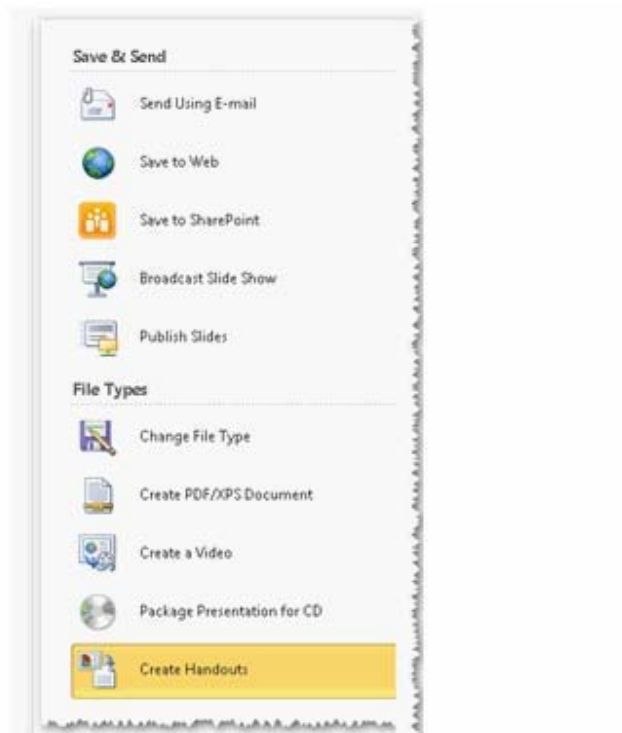 Save & Send
Send Using E-mail
Save to Web
Save to SharePoint
Broadcast Slide Show
Publish Slides
File Types
Change File Type
Create PDF/XPS Document
Create a Video
Package Presentation for CD
Create Handouts